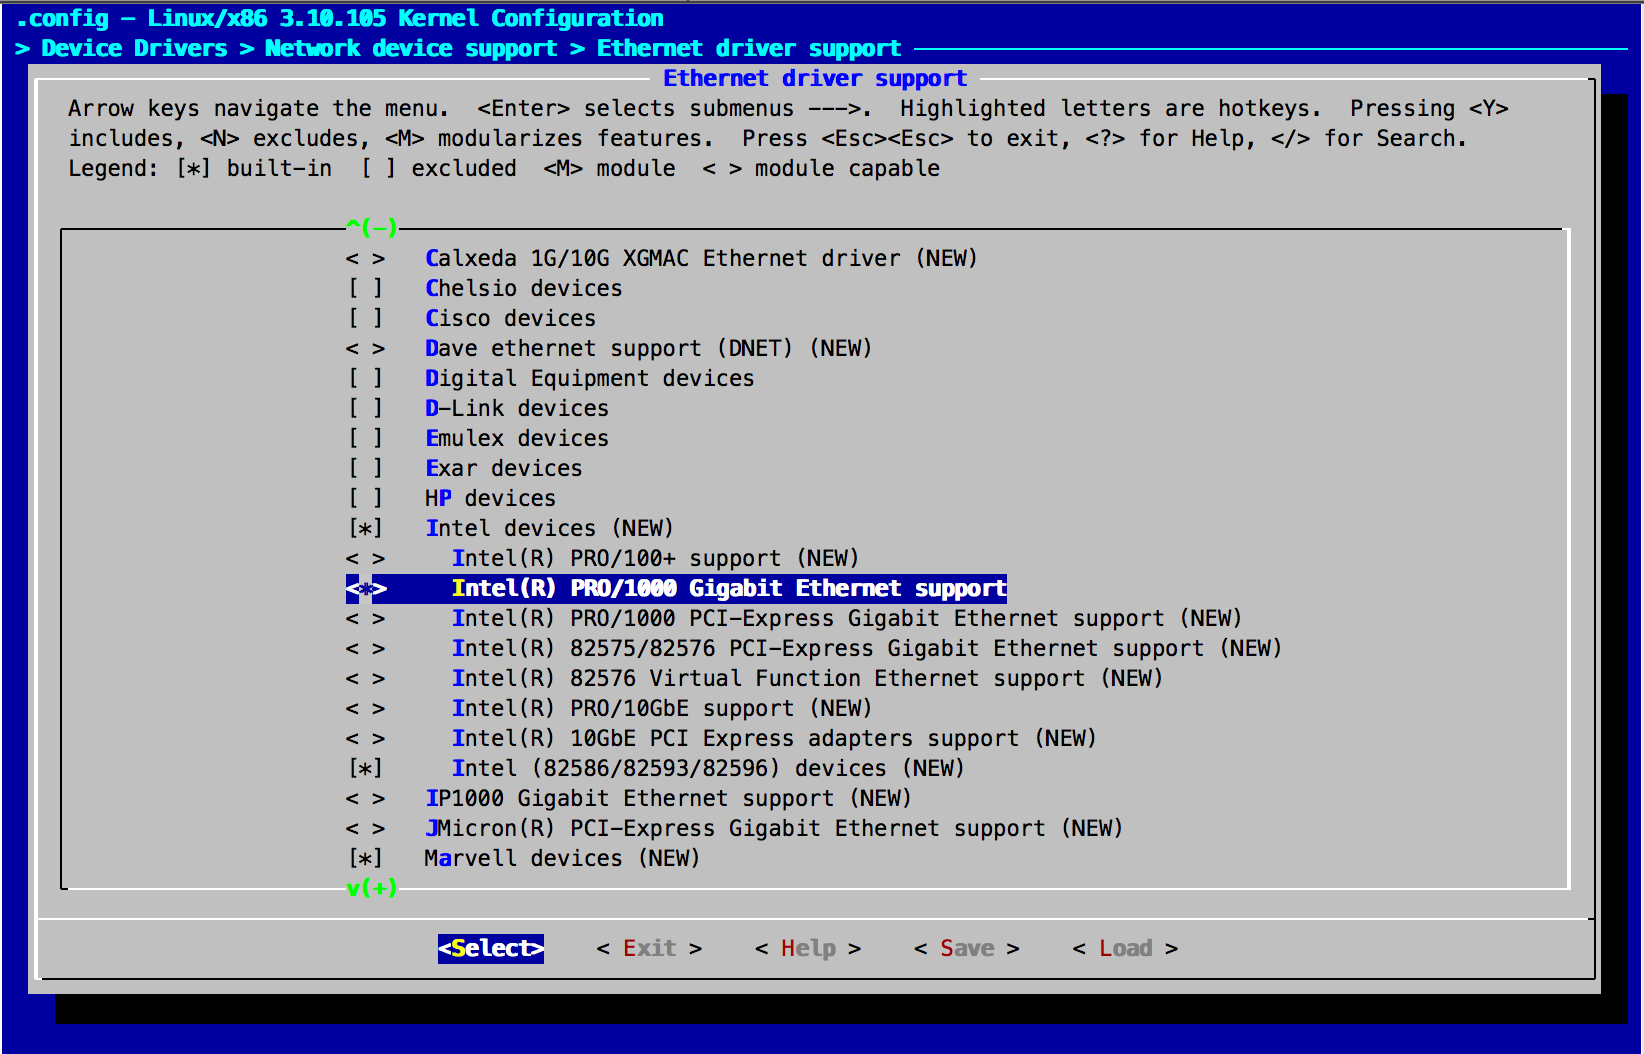 .config - Linux/x86 3.10.105 Kernel Configuration
> Device Drivers > Network device support > Ethernet driver support
Ethernet driver support
Arrow keys navigate the menu.  <Enter> selects submenus --->.  Highlighted letters are hotkeys.  Pressing <Y>
includes, <N> excludes, <M> modularizes features.  Press <Esc><Esc> to exit, <?> for Help, </> for Search.
Legend: [*] built-in  [ ] excluded  <M> module  < > module capable
^(-)
< >   Calxeda 1G/10G XGMAC Ethernet driver (NEW)
[ ]   Chelsio devices
[ ]   Cisco devices
< >   Dave ethernet support (DNET) (NEW)
[ ]   Digital Equipment devices
[ ]   D-Link devices
[ ]   Emulex devices
[ ]   Exar devices
[ ]   HP devices
[*]   Intel devices (NEW)
< >     Intel(R) PRO/100+ support (NEW)
<*>     Intel(R) PRO/1000 Gigabit Ethernet support
< >     Intel(R) PRO/1000 PCI-Express Gigabit Ethernet support (NEW)
< >     Intel(R) 82575/82576 PCI-Express Gigabit Ethernet support (NEW)
< >     Intel(R) 82576 Virtual Function Ethernet support (NEW)
< >     Intel(R) PRO/10GbE support (NEW)
< >     Intel(R) 10GbE PCI Express adapters support (NEW)
[*]     Intel (82586/82593/82596) devices (NEW)
< >   IP1000 Gigabit Ethernet support (NEW)
< >   JMicron(R) PCI-Express Gigabit Ethernet support (NEW)
[*]   Marvell devices (NEW)
v(+)
<Select>    < Exit >    < Help >    < Save >    < Load >